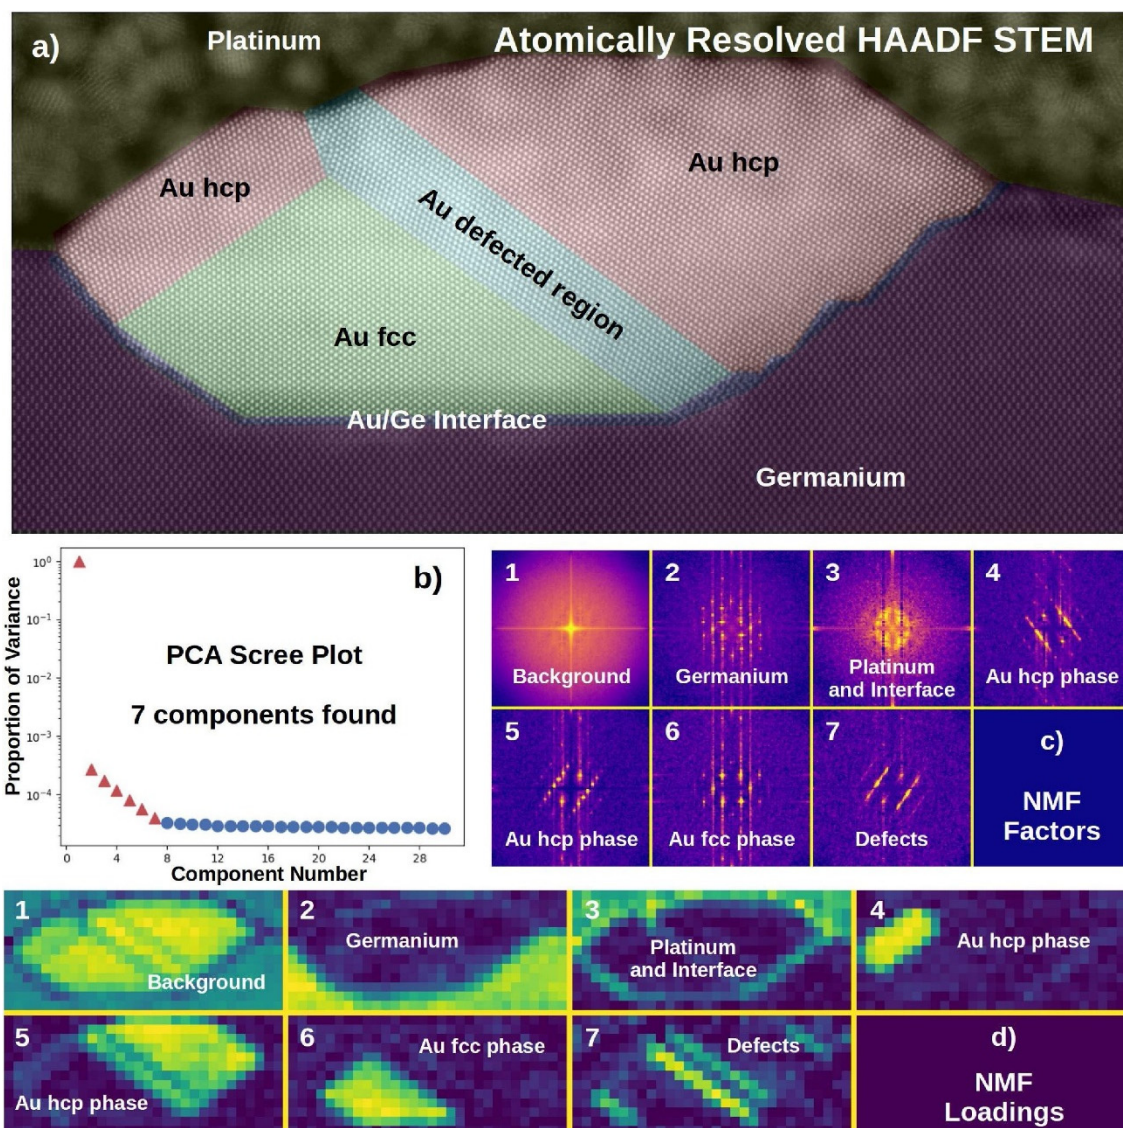 a)
Platinum
Atomically Resolved HAADF STEM
Au hcp
Au hcp
Au defected region
Au fcc
Au/Ge Interface
Germanium
b)
Proportion of Variance
10⁰
10⁻¹
10⁻²
10⁻³
10⁻⁴
PCA Scree Plot
7 components found
0 4 8 12 16 20 24 28
Component Number
1
Background
2
Germanium
3
Platinum
and Interface
4
Au hcp phase
5
Au hcp phase
6
Au fcc phase
7
Defects
c)
NMF
Factors
1
Background
2
Germanium
3
Platinum
and Interface
4
Au hcp phase
5
Au hcp phase
6
Au fcc phase
7
Defects
d)
NMF
Loadings